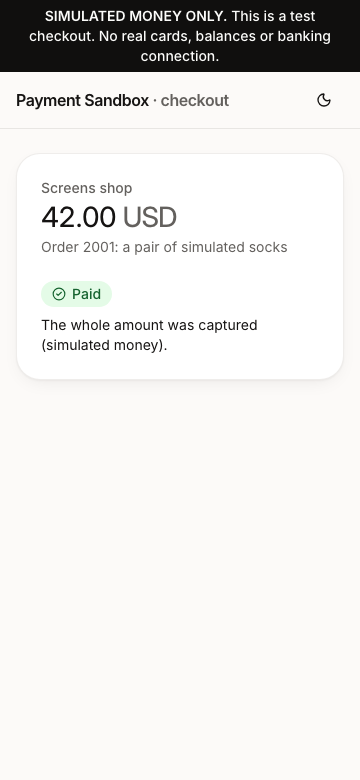 SIMULATED MONEY ONLY. This is a test
checkout. No real cards, balances or banking
connection.
Payment Sandbox · checkout
Screens shop
42.00 USD
Order 2001: a pair of simulated socks
Paid
The whole amount was captured
(simulated money).